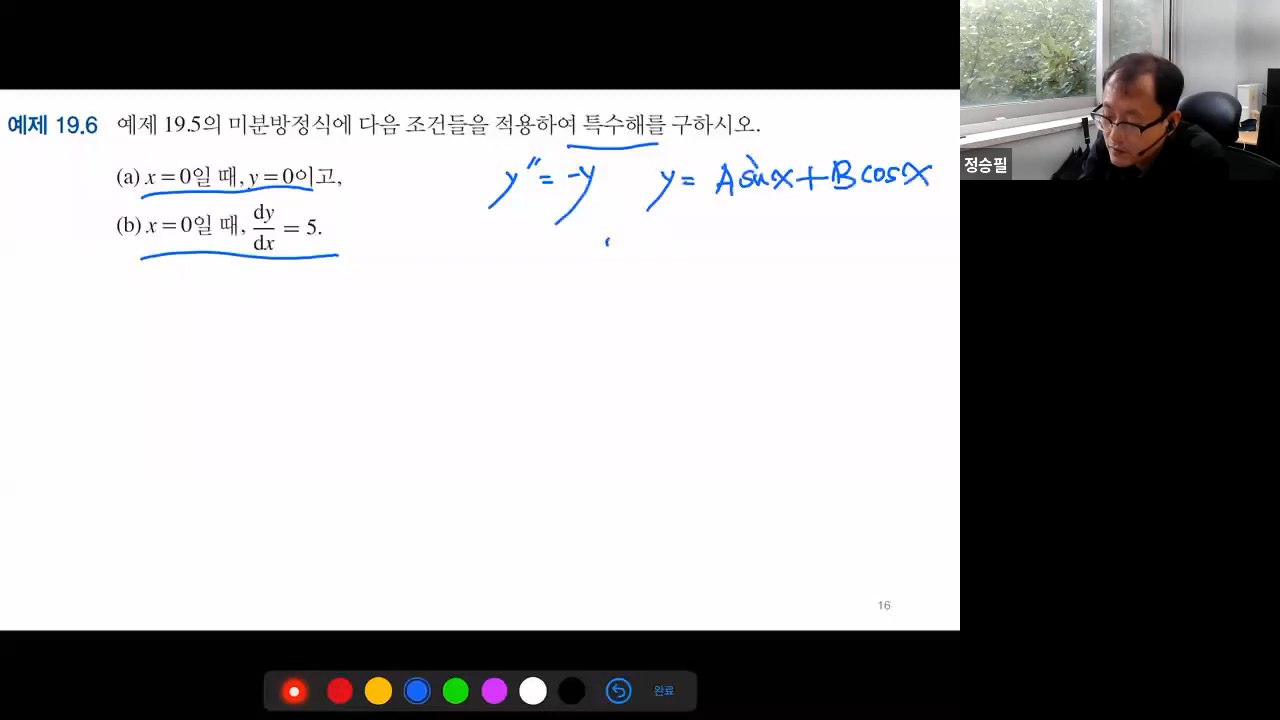 예제 19.6 예제 19.5의 미분방정식에 다음 조건들을 적용하여 특수해를 구하시오.
(a) x = 0일 때, y = 0이고,
(b) x = 0일 때, dy/dx = 5.
y″ = -y y = A sin x + B cos x
정승필
16
완료